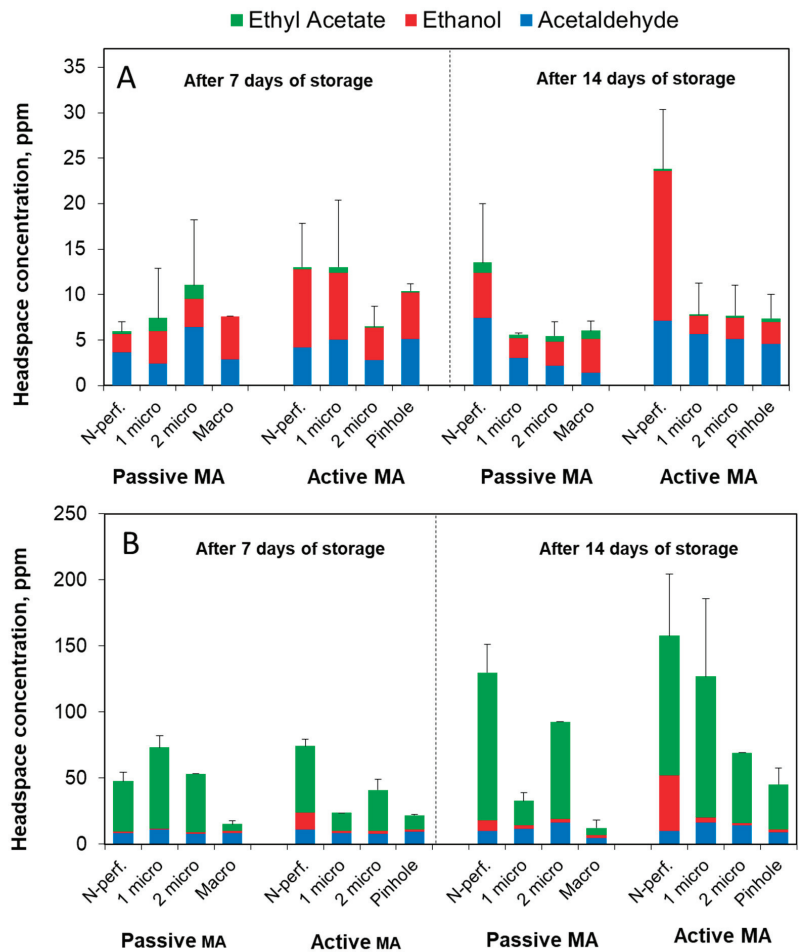 Ethyl Acetate Ethanol Acetaldehyde
A
After 7 days of storage
After 14 days of storage
Headspace concentration, ppm
35
30
25
20
15
10
5
0
N-perf. 1 micro 2 micro Macro N-perf. 1 micro 2 micro Pinhole N-perf. 1 micro 2 micro Macro N-perf. 1 micro 2 micro Pinhole
Passive MA Active MA Passive MA Active MA
B
After 7 days of storage
After 14 days of storage
Headspace concentration, ppm
250
200
150
100
50
0
N-perf. 1 micro 2 micro Macro N-perf. 1 micro 2 micro Pinhole N-perf. 1 micro 2 micro Macro N-perf. 1 micro 2 micro Pinhole
Passive MA Active MA Passive MA Active MA